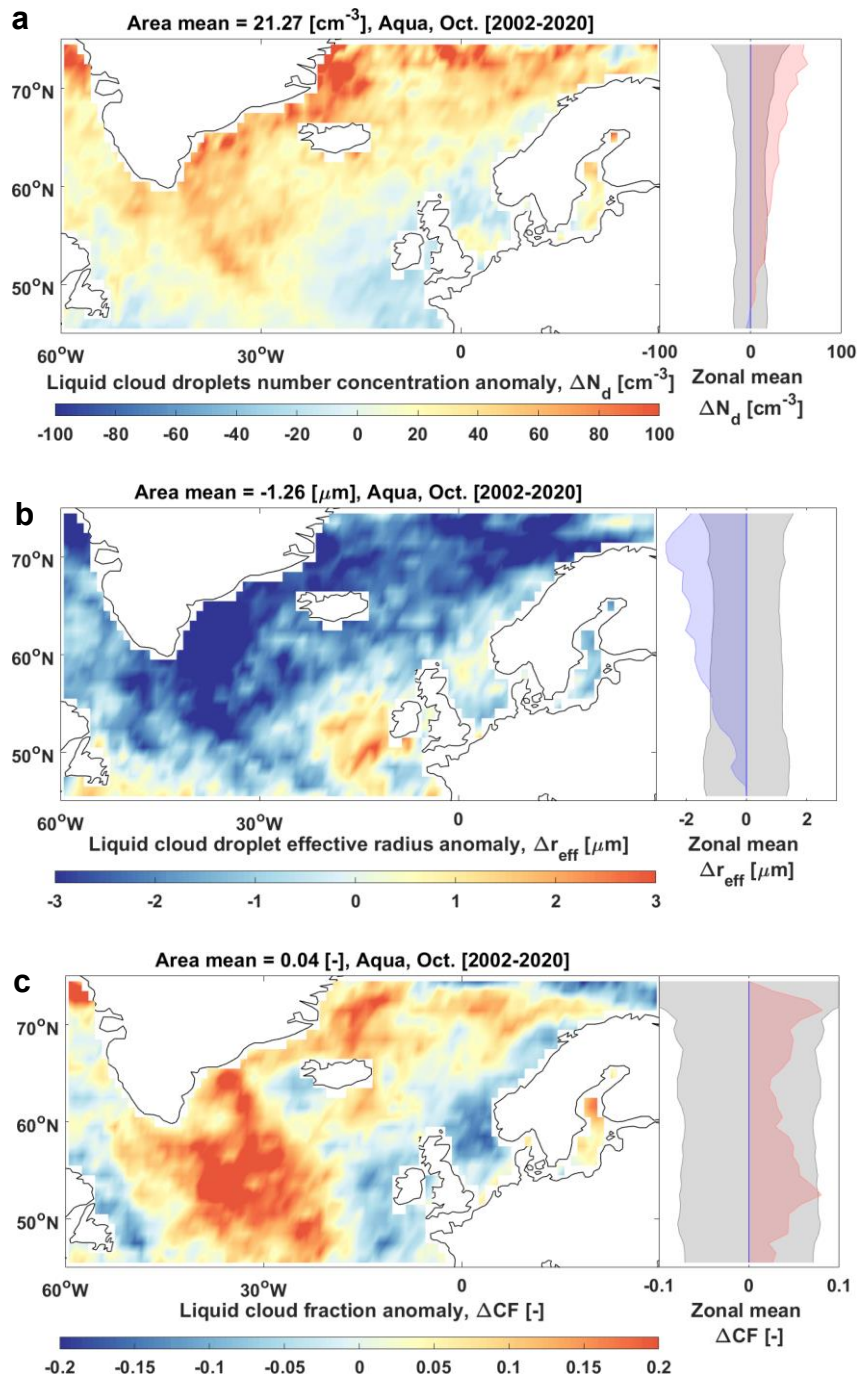 a
Area mean = 21.27 [cm⁻³], Aqua, Oct. [2002-2020]
70°N
60°N
50°N
60°W 30°W 0
-100 0 100
Liquid cloud droplets number concentration anomaly, ΔN_d [cm⁻³]
Zonal mean
ΔN_d [cm⁻³]
-100 -80 -60 -40 -20 0 20 40 60 80 100
b
Area mean = -1.26 [μm], Aqua, Oct. [2002-2020]
70°N
60°N
50°N
60°W 30°W 0
-2 0 2
Liquid cloud droplet effective radius anomaly, Δr_eff [μm]
Zonal mean
Δr_eff [μm]
-3 -2 -1 0 1 2 3
c
Area mean = 0.04 [-], Aqua, Oct. [2002-2020]
70°N
60°N
50°N
60°W 30°W 0
-0.1 0 0.1
Liquid cloud fraction anomaly, ΔCF [-]
Zonal mean
ΔCF [-]
-0.2 -0.15 -0.1 -0.05 0 0.05 0.1 0.15 0.2